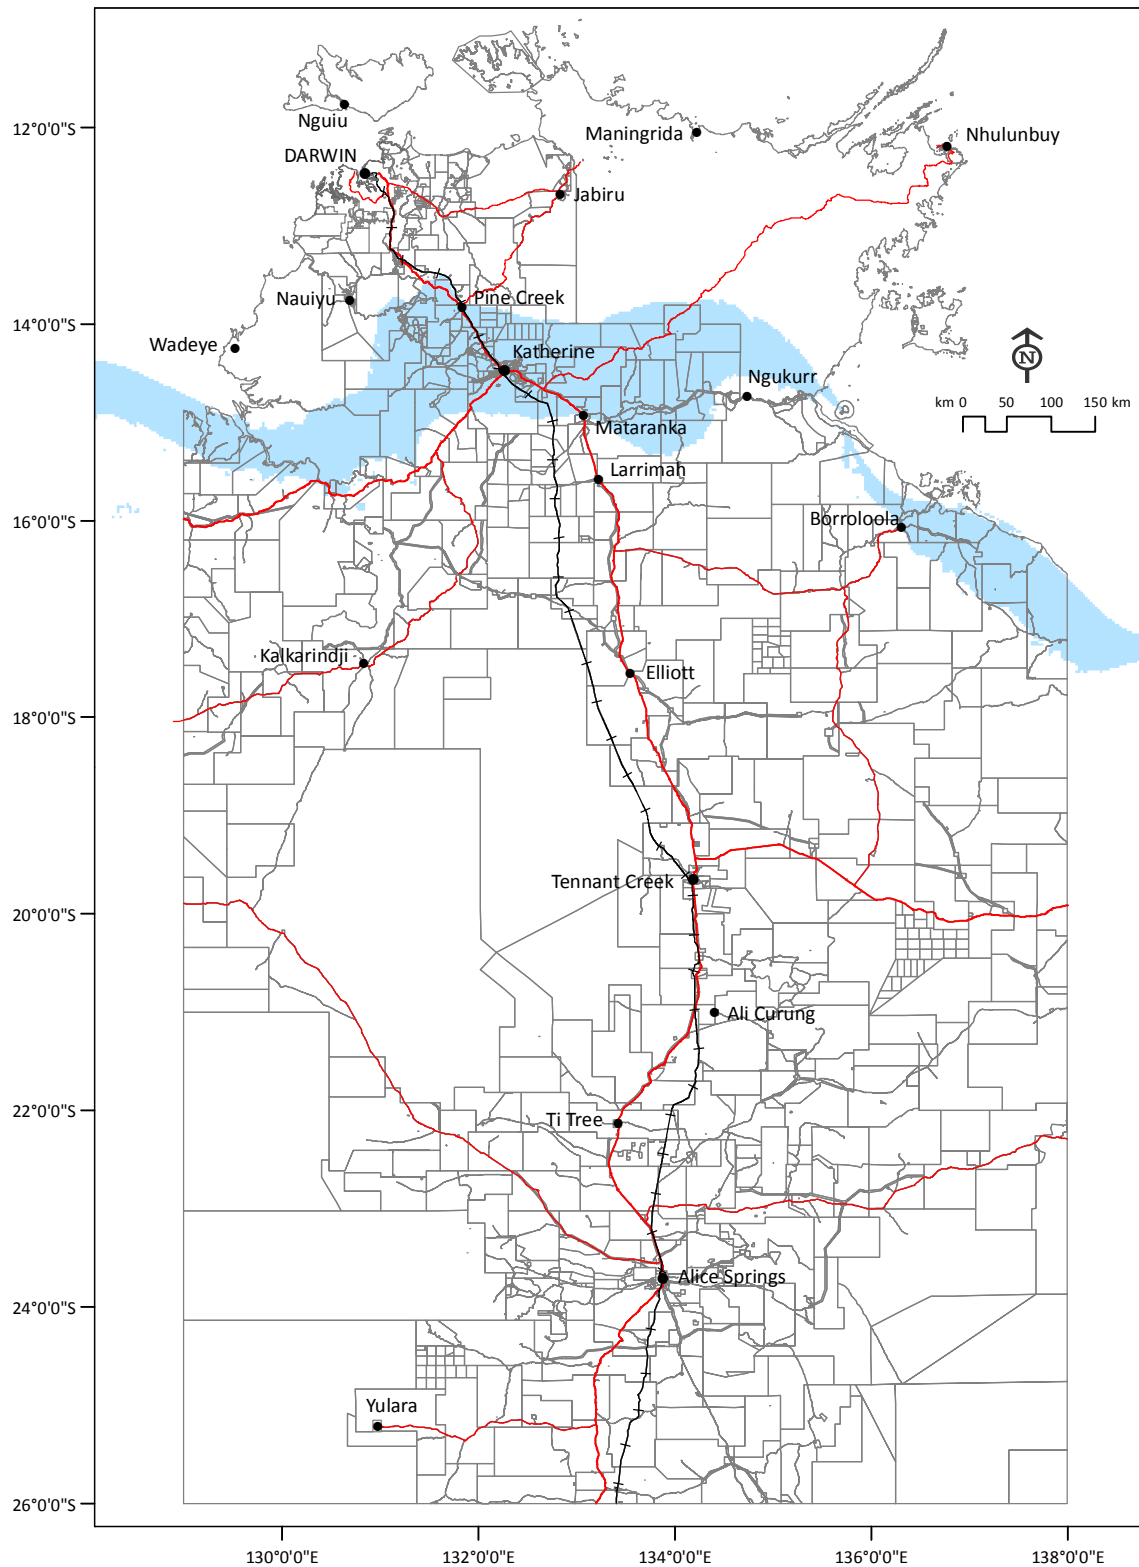 12°0'0"S
14°0'0"S
16°0'0"S
18°0'0"S
20°0'0"S
22°0'0"S
24°0'0"S
26°0'0"S
Nguiu
Maningrida
Nhulunbuy
DARWIN
Jabiru
Nauiyu
Pine Creek
Wadeye
Katherine
N
Ngukurr
km 0 50 100 150 km
Mataranka
Larrimah
Borroloola
Kalkarindji
Elliott
Tennant Creek
Ali Curung
Ti Tree
Alice Springs
Yulara
130°0'0"E 132°0'0"E 134°0'0"E 136°0'0"E 138°0'0"E